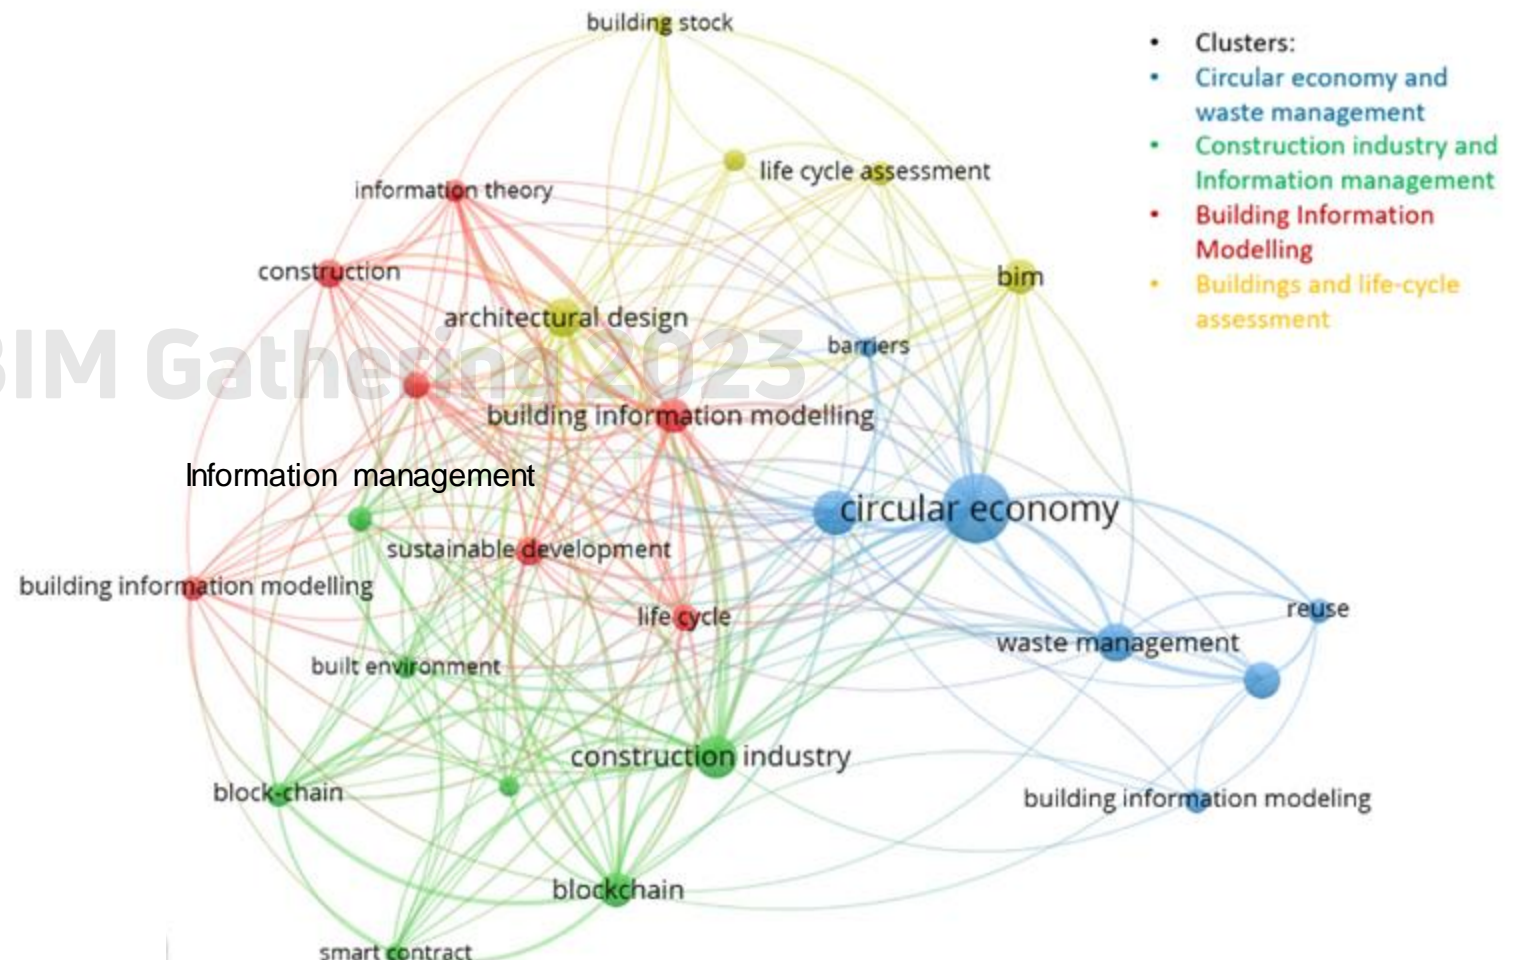 building stock
• Clusters:
• Circular economy and
waste management
• Construction industry and
Information management
• Building Information
Modelling
• Buildings and life-cycle
assessment
life cycle assessment
information theory
construction
bim
architectural design
barriers
BIM Gathering 2023
building information modelling
Information management
circular economy
sustainable development
building information modelling
life cycle
reuse
waste management
built environment
construction industry
block-chain
building information modeling
blockchain
smart contract